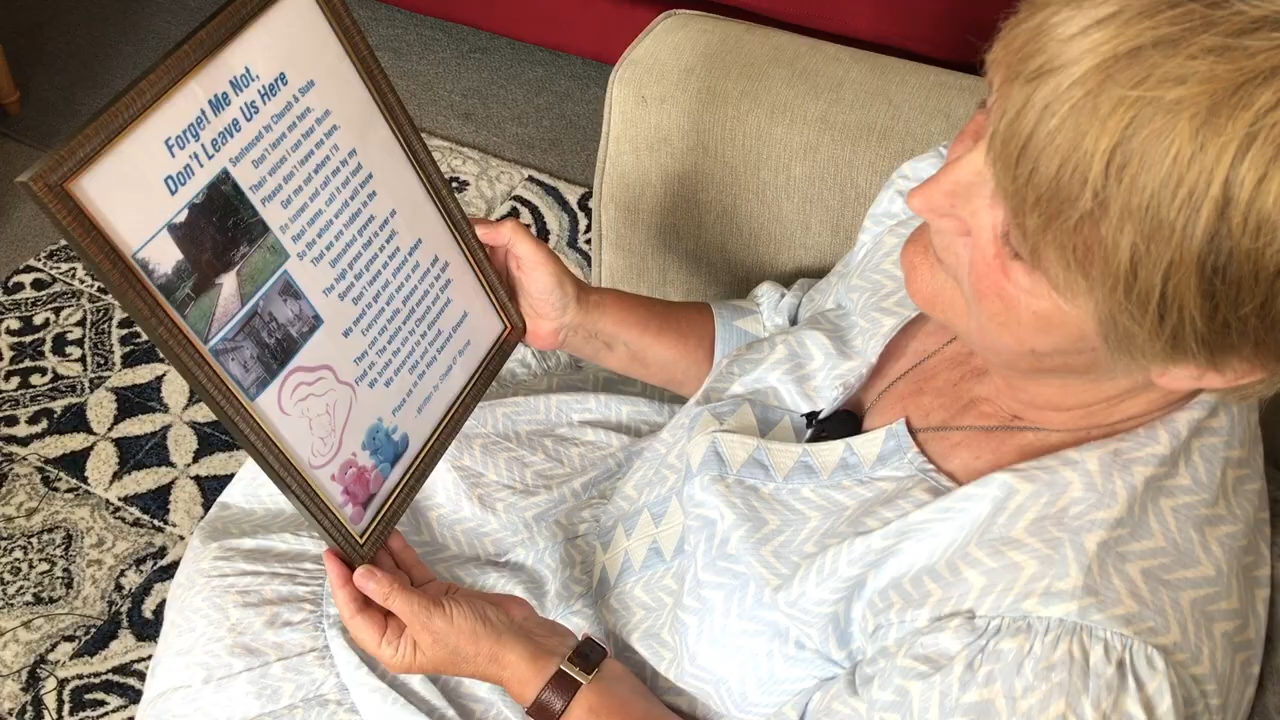 Forget Me Not,
Don't Leave Us Here
Sentenced by Church & State
Don't leave me here,
Their voices I can hear them.
Please don't leave me here,
Get me out where I'll
Be known and call me by my
Real name, call it out loud
So the whole world will know
That we are hidden in the
Unmarked graves.
The high grass that is over us
Some flat grass as well,
Don't leave us here
We need to get out, placed where
Everyone will see us and
They can say hello, please come and
Find us. The whole world needs to be told
We broke the sin by Church and State.
We deserved to be discovered,
DNA and found.
Place us in the Holy Sacred Ground.
-Written by Sheila O' Byrne